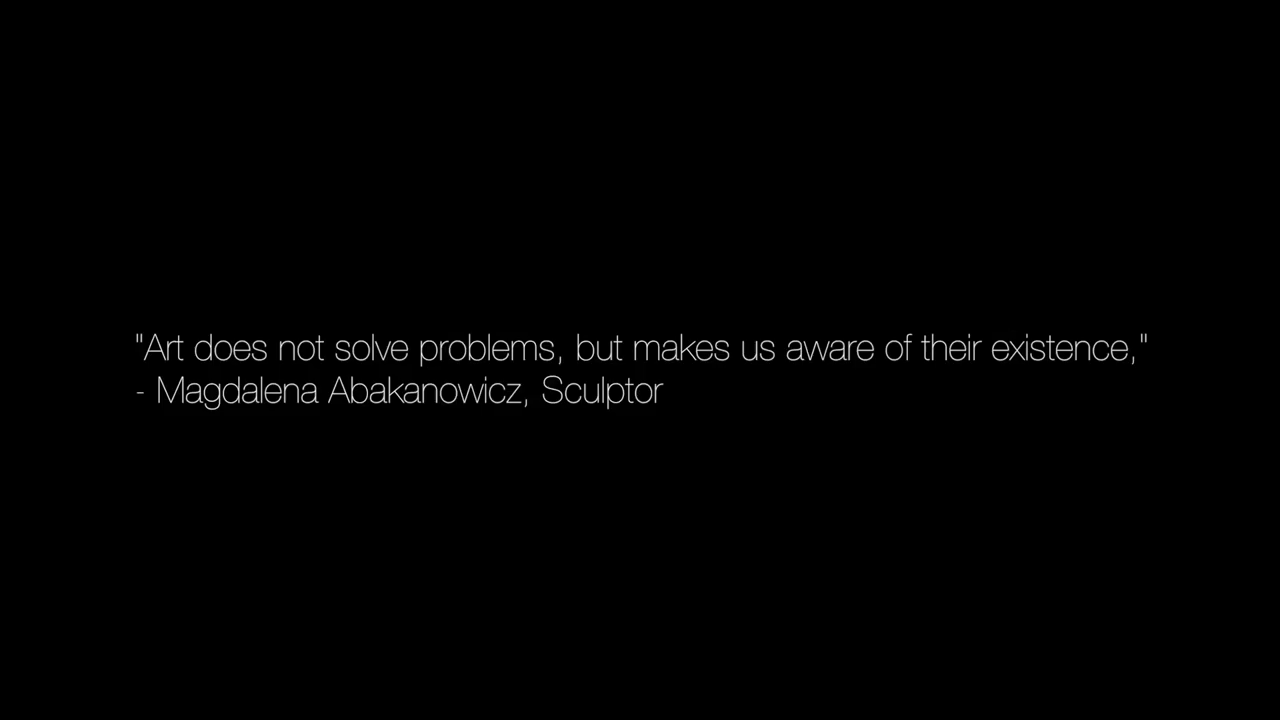 "Art does not solve problems, but makes us aware of their existence,"
- Magdalena Abakanowicz, Sculptor